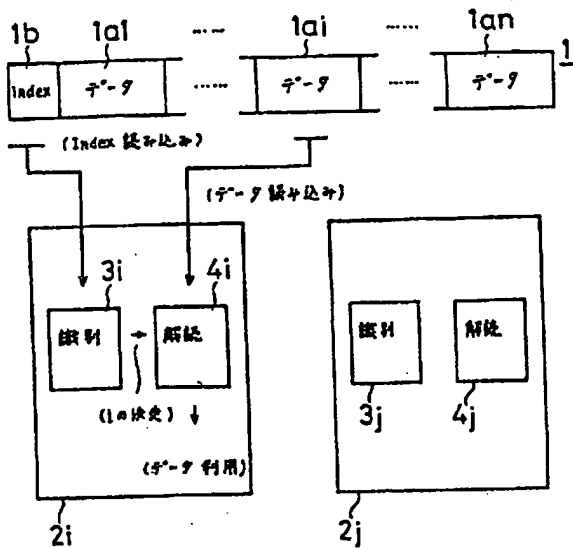 1b 1a1 ...... 1ai ...... 1an
Index データ ...... データ ...... データ 1
(Index 読み込み)
(データ 読み込み)
3i 4i
識別 解読 識別 解読
(iの決定) 3j 4j
(データ利用)
2i 2j